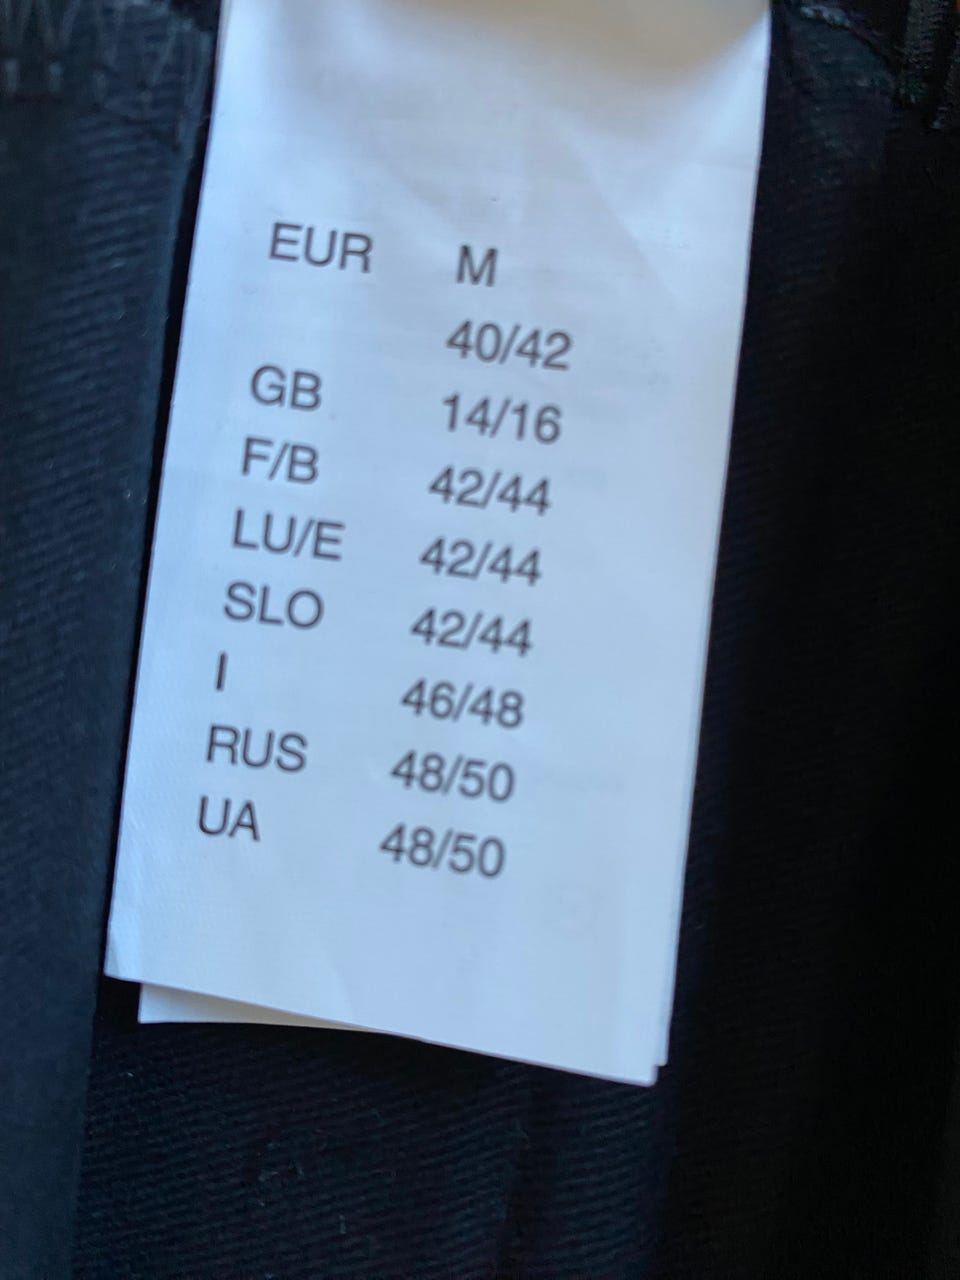 EUR M
40/42
GB 14/16
F/B 42/44
LU/E 42/44
SLO 42/44
I 46/48
RUS 48/50
UA 48/50